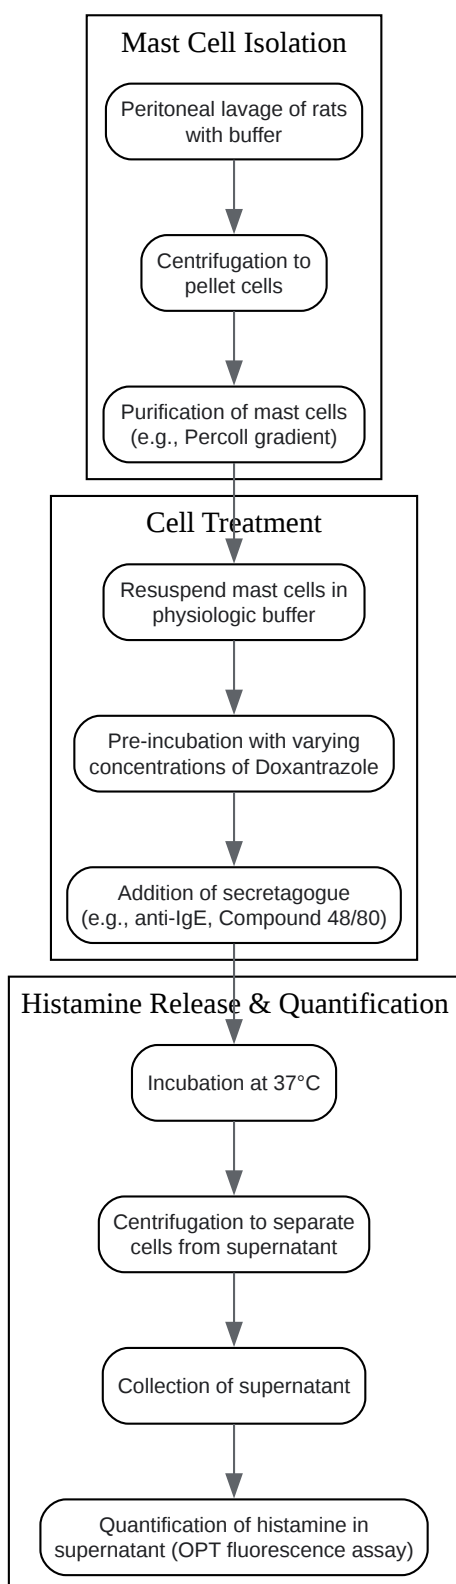 Mast Cell Isolation
Peritoneal lavage of rats
with buffer
Centrifugation to
pellet cells
Purification of mast cells
(e.g., Percoll gradient)
Cell Treatment
Resuspend mast cells in
physiologic buffer
Pre-incubation with varying
concentrations of Doxantrazole
Addition of secretagogue
(e.g., anti-IgE, Compound 48/80)
Histamine Release & Quantification
Incubation at 37°C
Centrifugation to separate
cells from supernatant
Collection of supernatant
Quantification of histamine in
supernatant (OPT fluorescence assay)